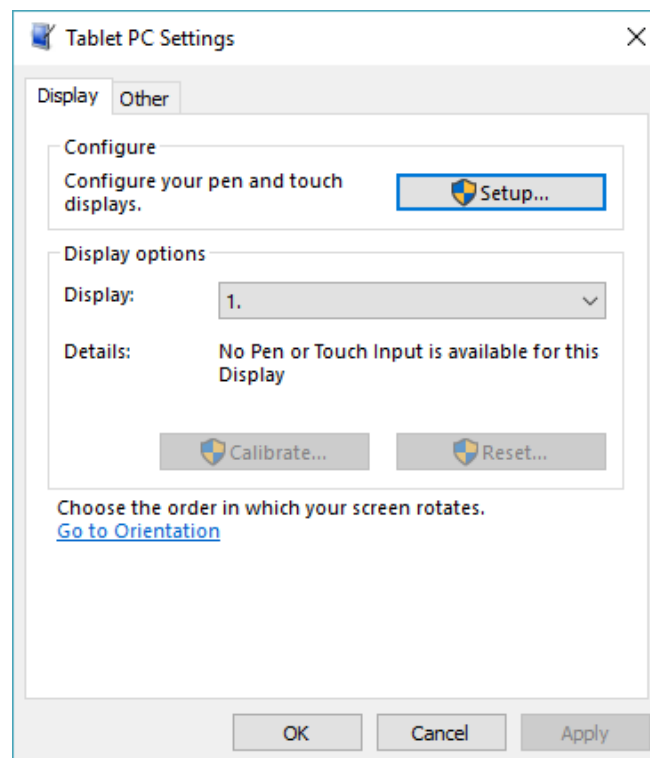 Tablet PC Settings
Display
Other
Configure
Configure your pen and touch
displays.
Setup...
Display options
Display:
1.
Details:
No Pen or Touch Input is available for this
Display
Calibrate...
Reset...
Choose the order in which your screen rotates.
Go to Orientation
OK
Cancel
Apply